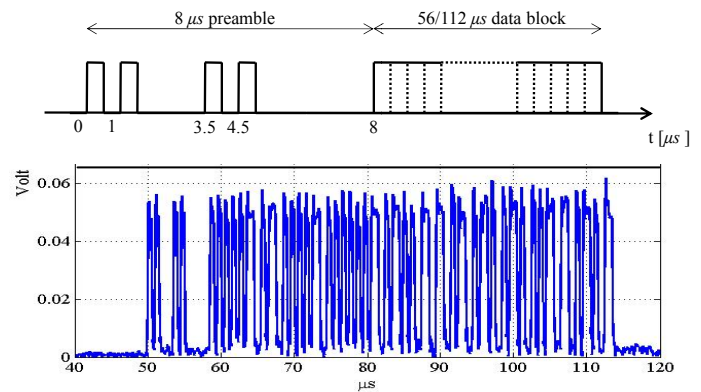 8 μs preamble 56/112 μs data block
0 1 3.5 4.5 8
t [μs ]
Volt
0.06
0.04
0.02
0
40 50 60 70 80 90 100 110 120
μs